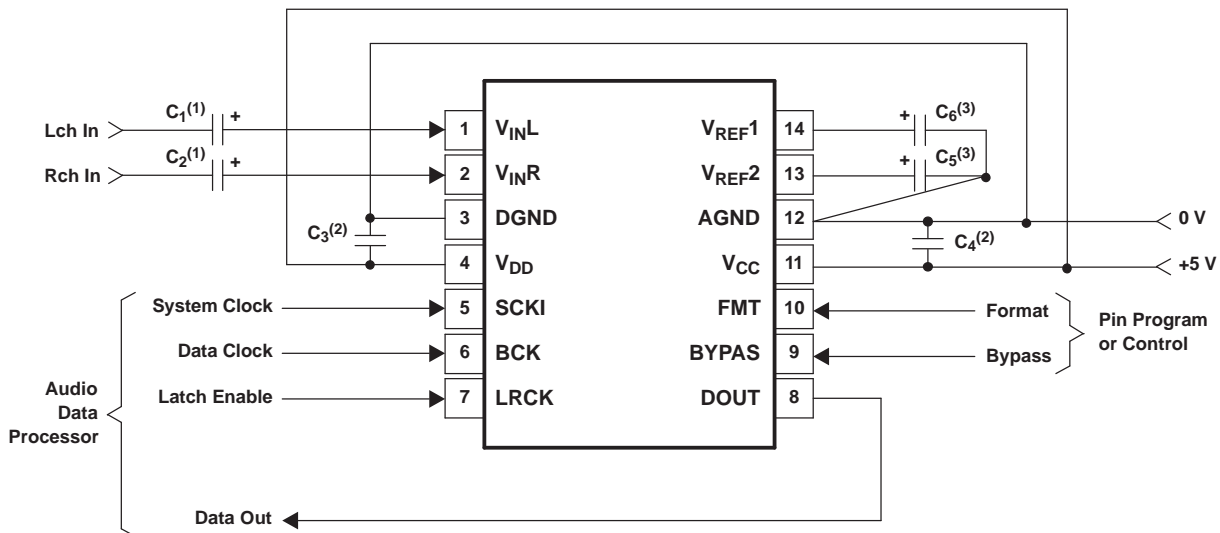 C1(1)
+
Lch In
C2(1)
+
Rch In
C3(2)
1 VINL
2 VINR
3 DGND
4 VDD
5 SCKI
6 BCK
7 LRCK
VREF1 14
VREF2 13
AGND 12
VCC 11
FMT 10
BYPAS 9
DOUT 8
+ C6(3)
+ C5(3)
C4(2)
0 V
+5 V
System Clock
Data Clock
Latch Enable
Audio
Data
Processor
Data Out
Format
Bypass
Pin Program
or Control